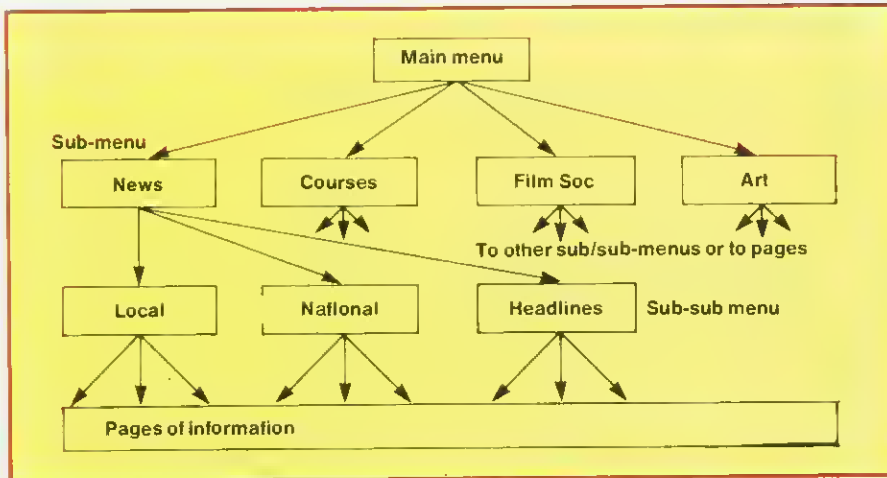 Main menu
Sub-menu
News
Courses
Film Soc
Art
To other sub/sub-menus or to pages
Local
National
Headlines
Sub-sub menu
Pages of information